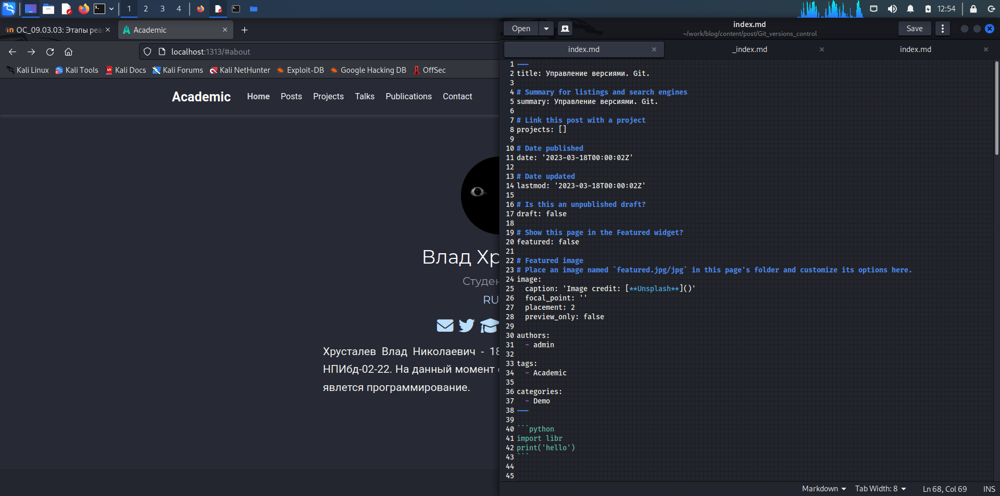 1
2
3
4
12:54
ОС_09.03.03: Этапы реа
Academic
localhost:1313/#about
Kali Linux
Kali Tools
Kali Docs
Kali Forums
Kali NetHunter
Exploit-DB
Google Hacking DB
OffSec
Academic
Home
Posts
Projects
Talks
Publications
Contact
Влад Хр
Студен
RU
Хрусталев Влад Николаевич - 18
НПИбд-02-22. На данный момент
явлется программирование.
Open
index.md
~/work/blog/content/post/Git_versions_control
Save
index.md
_index.md
index.md
1 ---
2 title: Управление версиями. Git.
3
4 # Summary for listings and search engines
5 summary: Управление версиями. Git.
6
7 # Link this post with a project
8 projects: []
9
10 # Date published
11 date: '2023-03-18T00:00:02Z'
12
13 # Date updated
14 lastmod: '2023-03-18T00:00:02Z'
15
16 # Is this an unpublished draft?
17 draft: false
18
19 # Show this page in the Featured widget?
20 featured: false
21
22 # Featured image
23 # Place an image named `featured.jpg/jpg` in this page's folder and customize its options here.
24 image:
25   caption: 'Image credit: [**Unsplash**]()'
26   focal_point: ''
27   placement: 2
28   preview_only: false
29
30 authors:
31   - admin
32
33 tags:
34   - Academic
35
36 categories:
37   - Demo
38 ---
39
40 ```python
41 import libr
42 print('hello')
43 ```
44
45
Markdown
Tab Width: 8
Ln 68, Col 69
INS